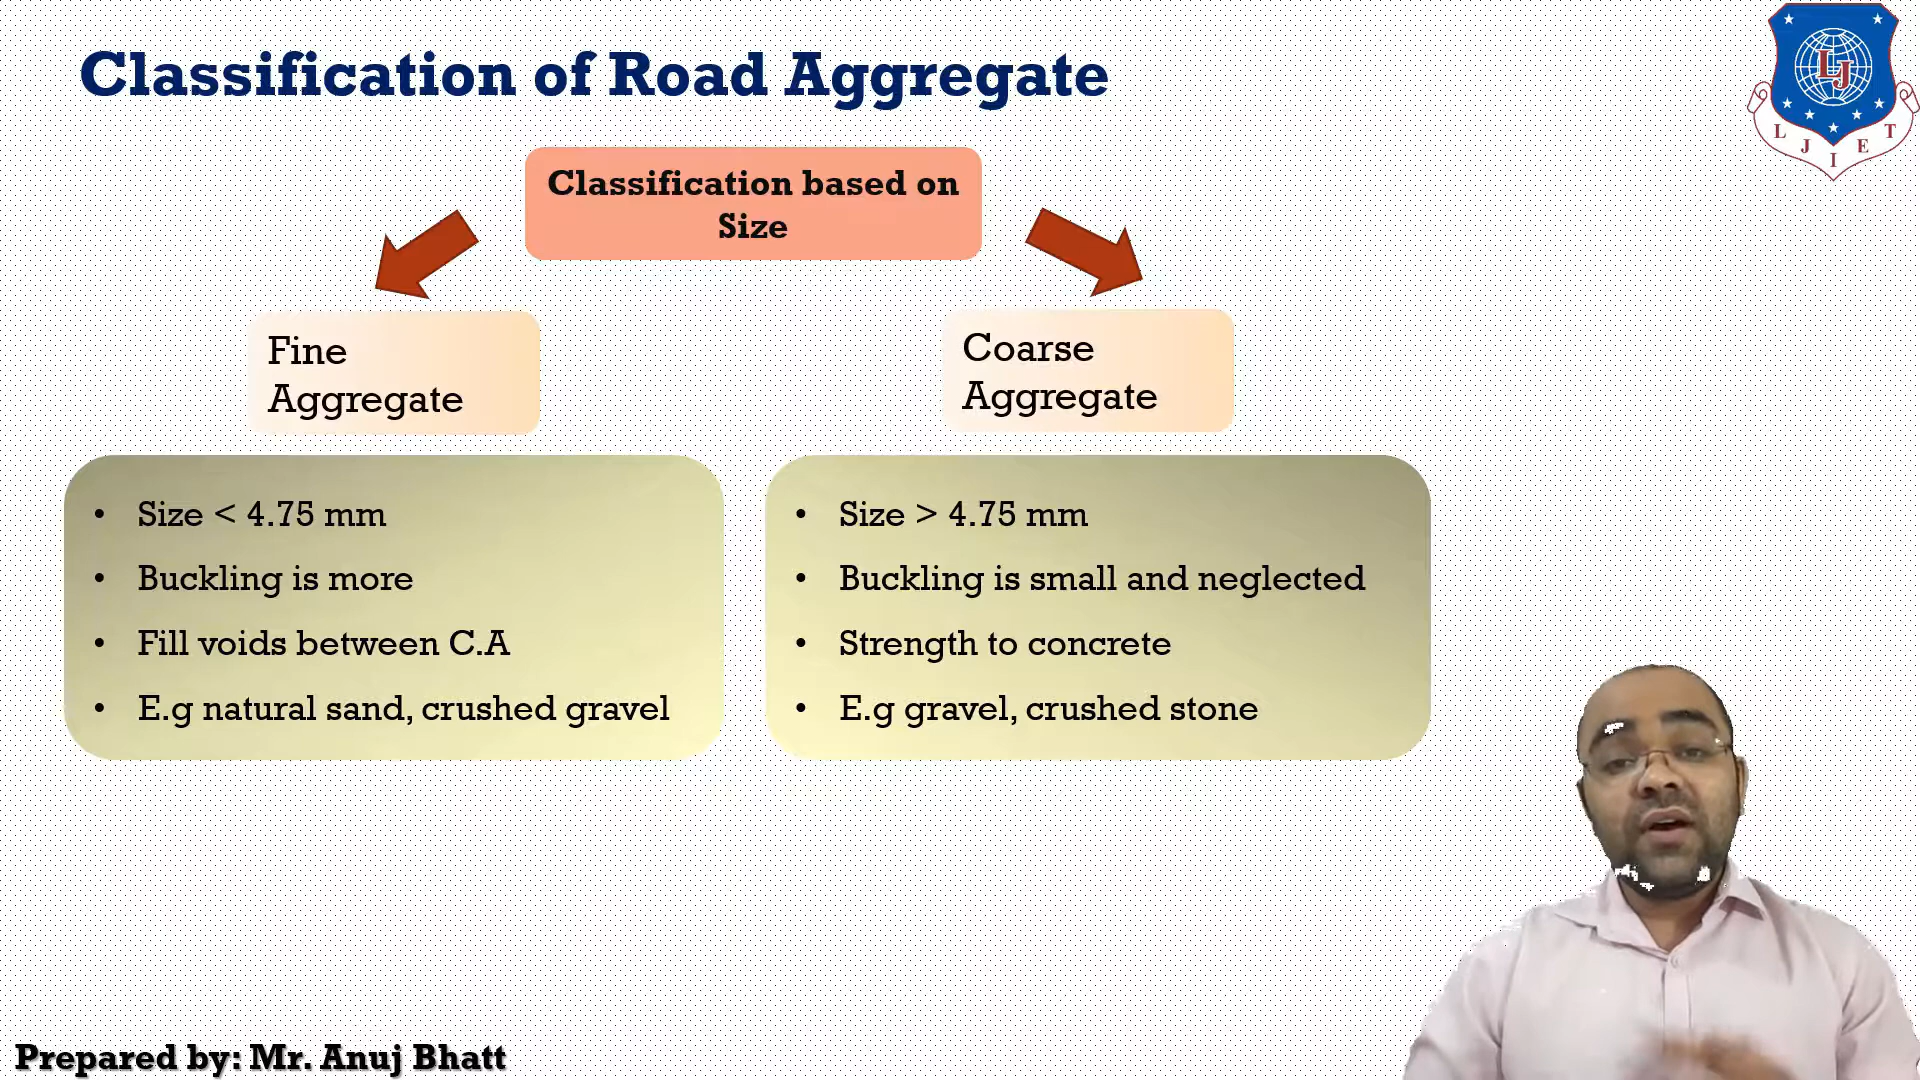 Classification of Road Aggregate
LJ
L J I E T
Classification based on
Size
Fine
Aggregate
Coarse
Aggregate
• Size < 4.75 mm
• Buckling is more
• Fill voids between C.A
• E.g natural sand, crushed gravel
• Size > 4.75 mm
• Buckling is small and neglected
• Strength to concrete
• E.g gravel, crushed stone
Prepared by: Mr. Anuj Bhatt